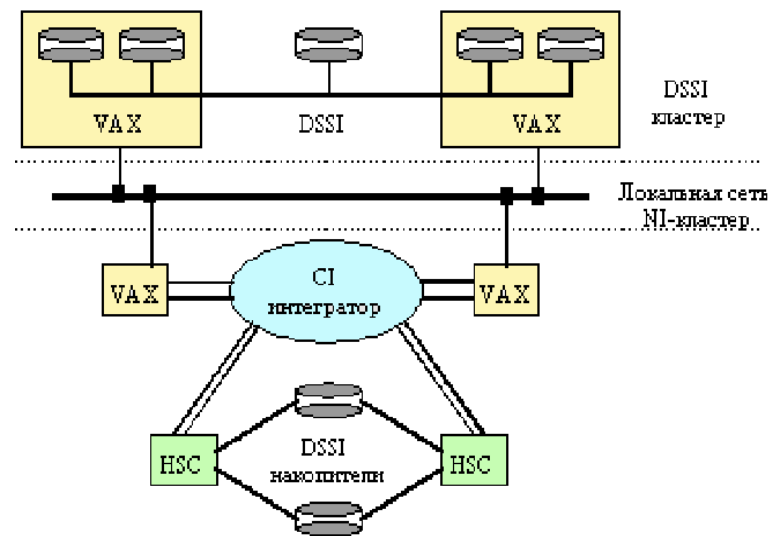 VAX
DSSI
VAX
DSSI
кластер
Локальная сеть
NI-кластер
VAX
CI
интегратор
VAX
HSC
DSSI
накопители
HSC